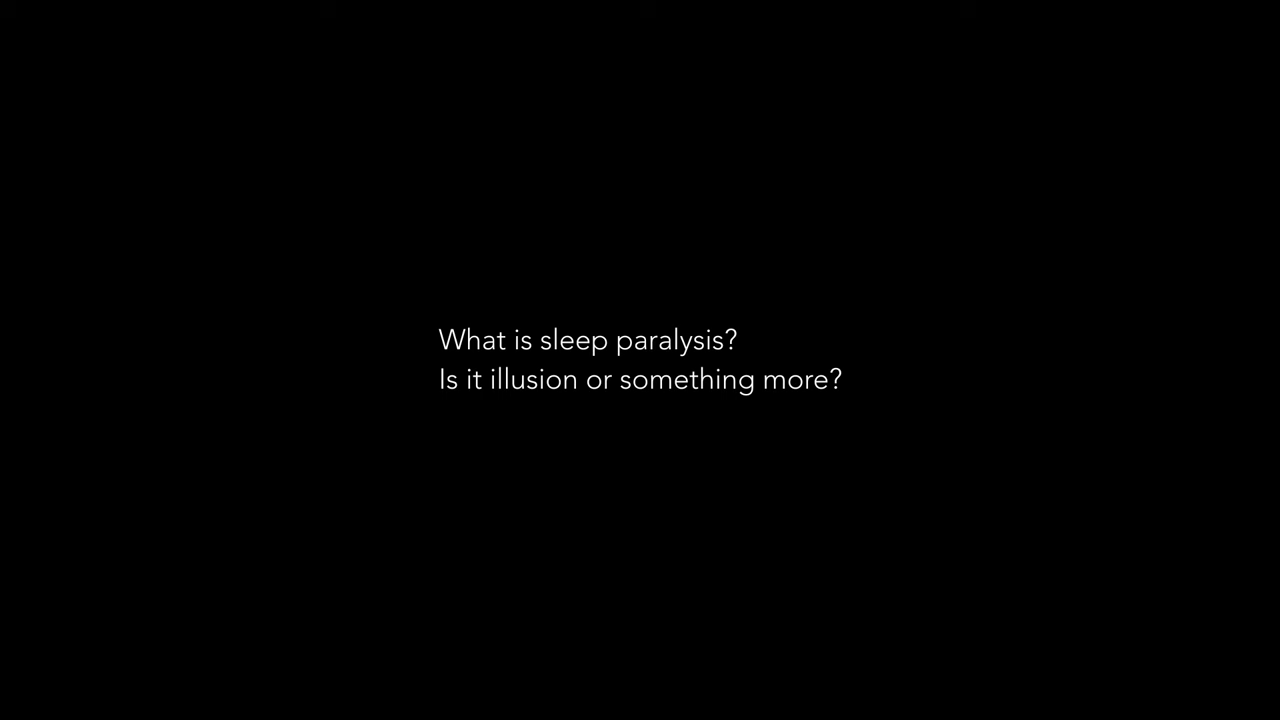 What is sleep paralysis?
Is it illusion or something more?